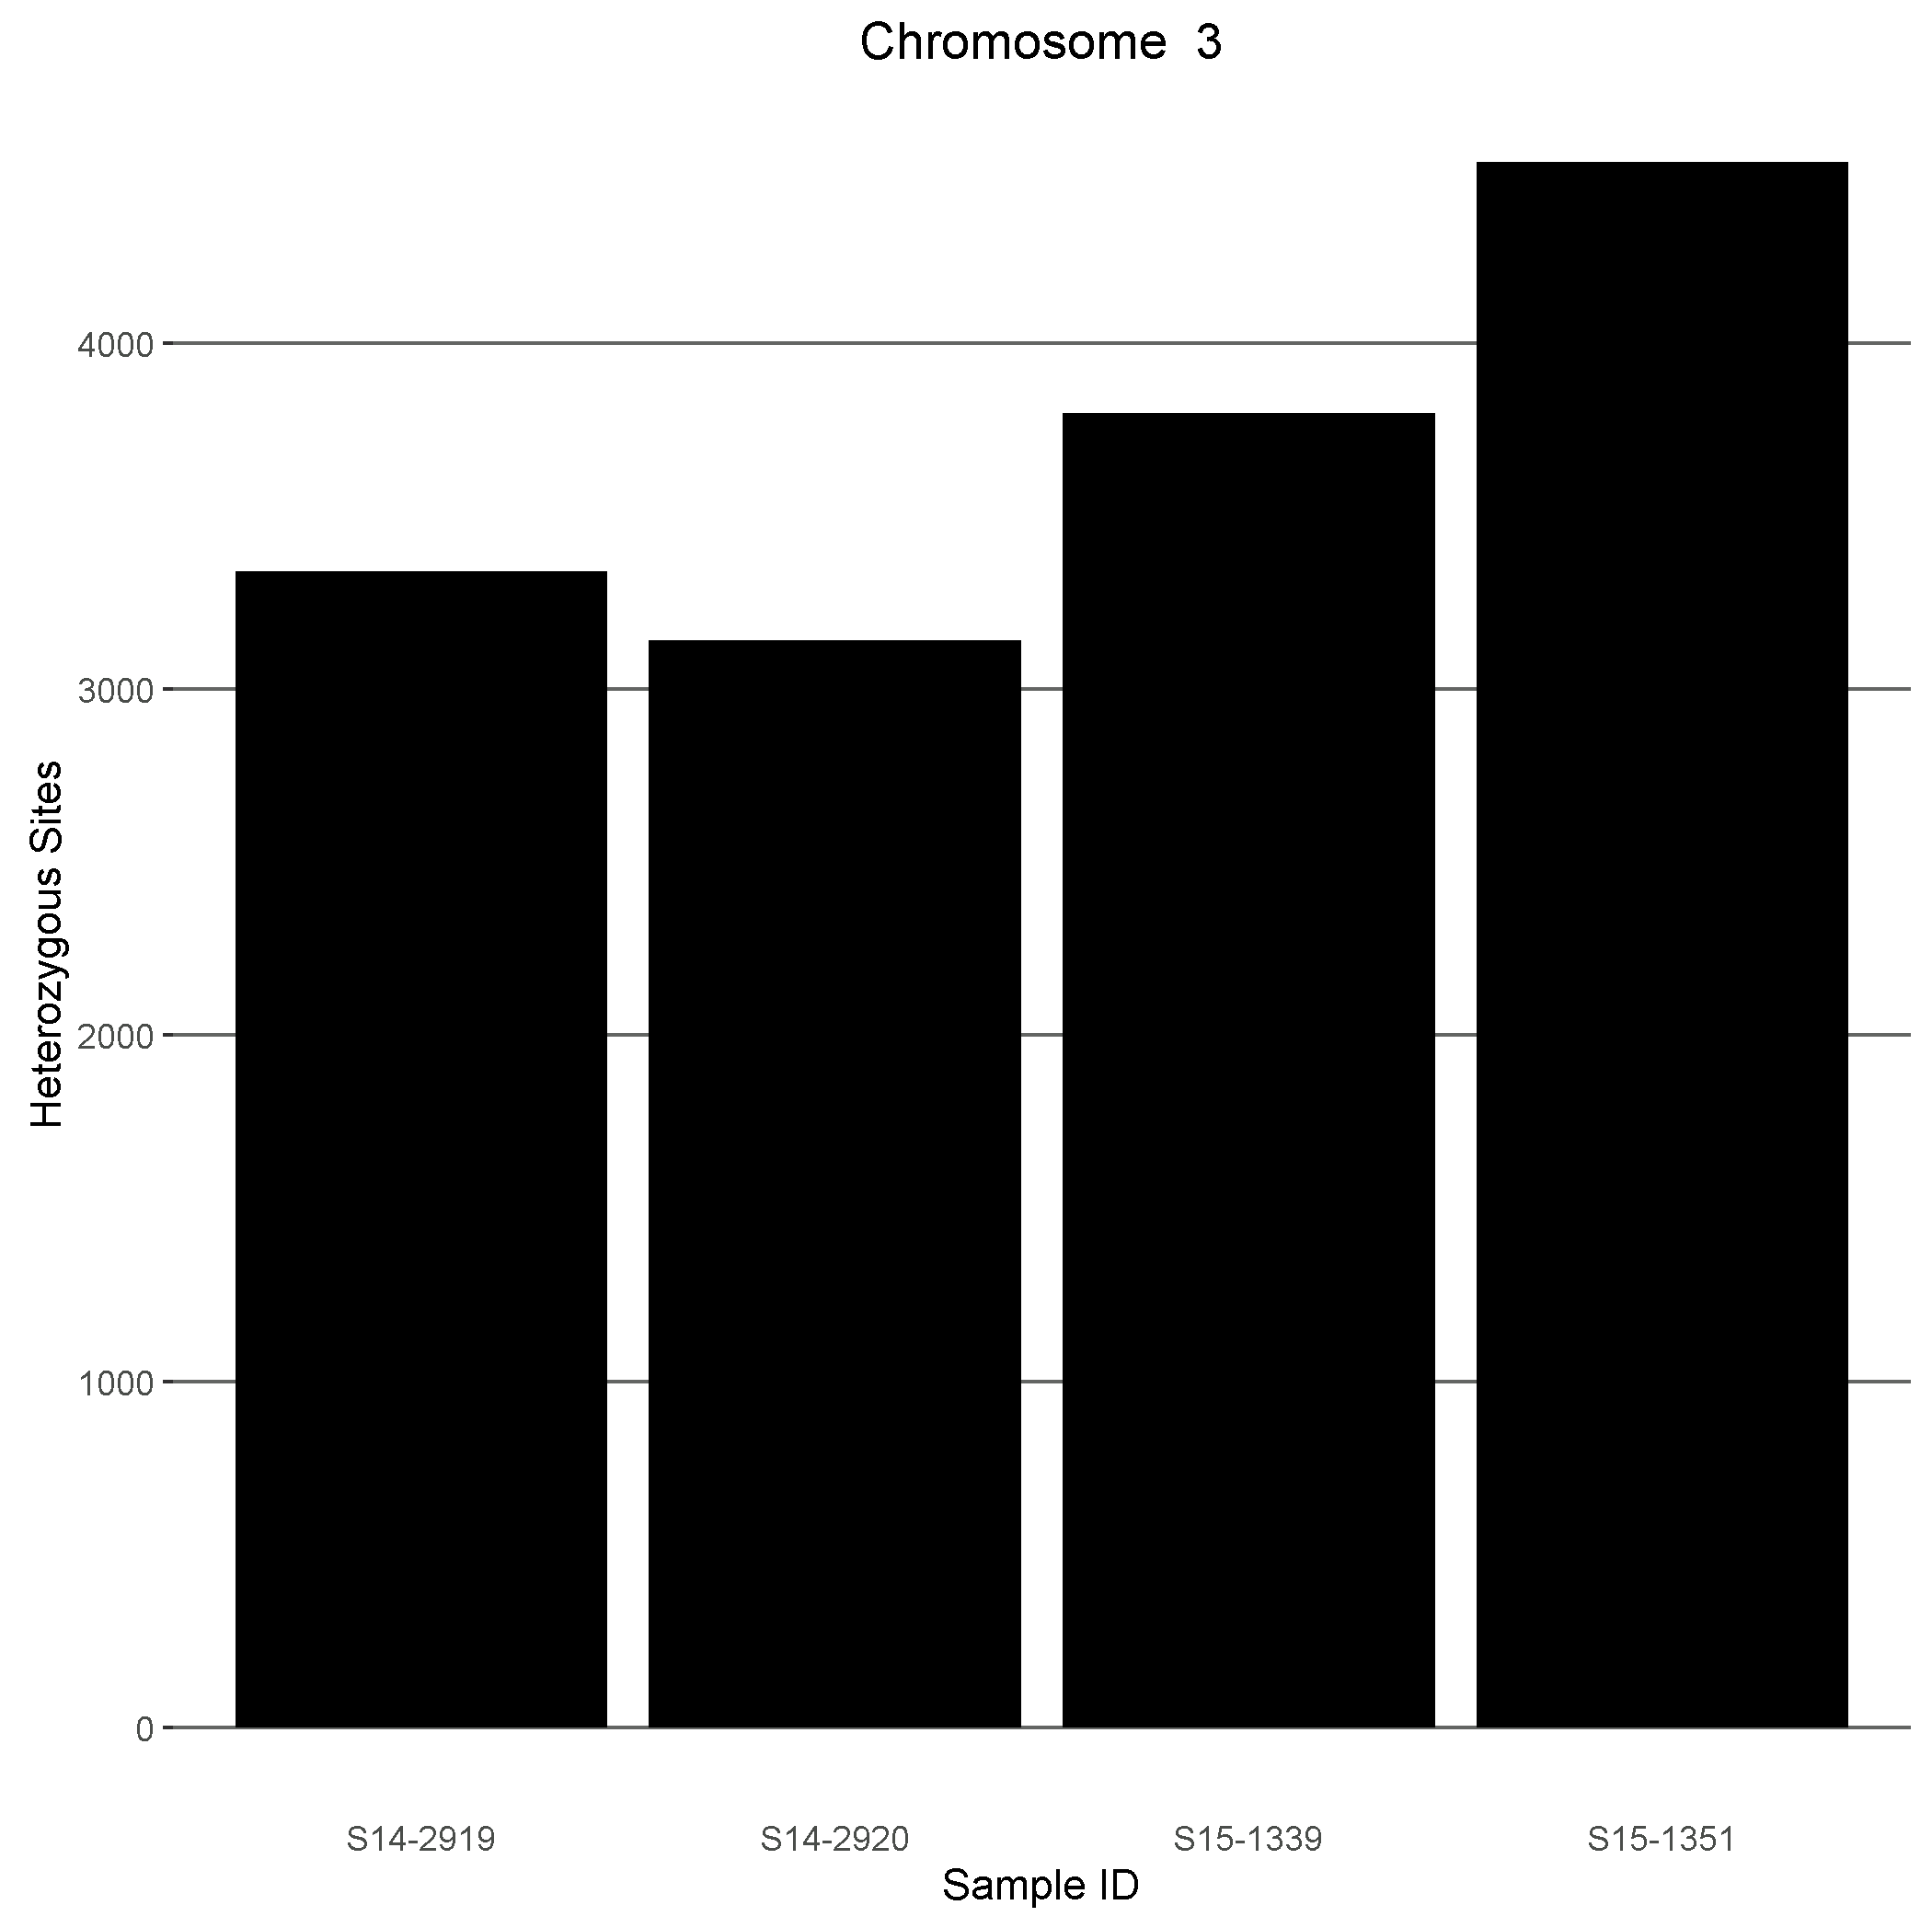 Chromosome  3
Heterozygous Sites
4000
3000
2000
1000
0
S14-2919 S14-2920 S15-1339 S15-1351
Sample ID